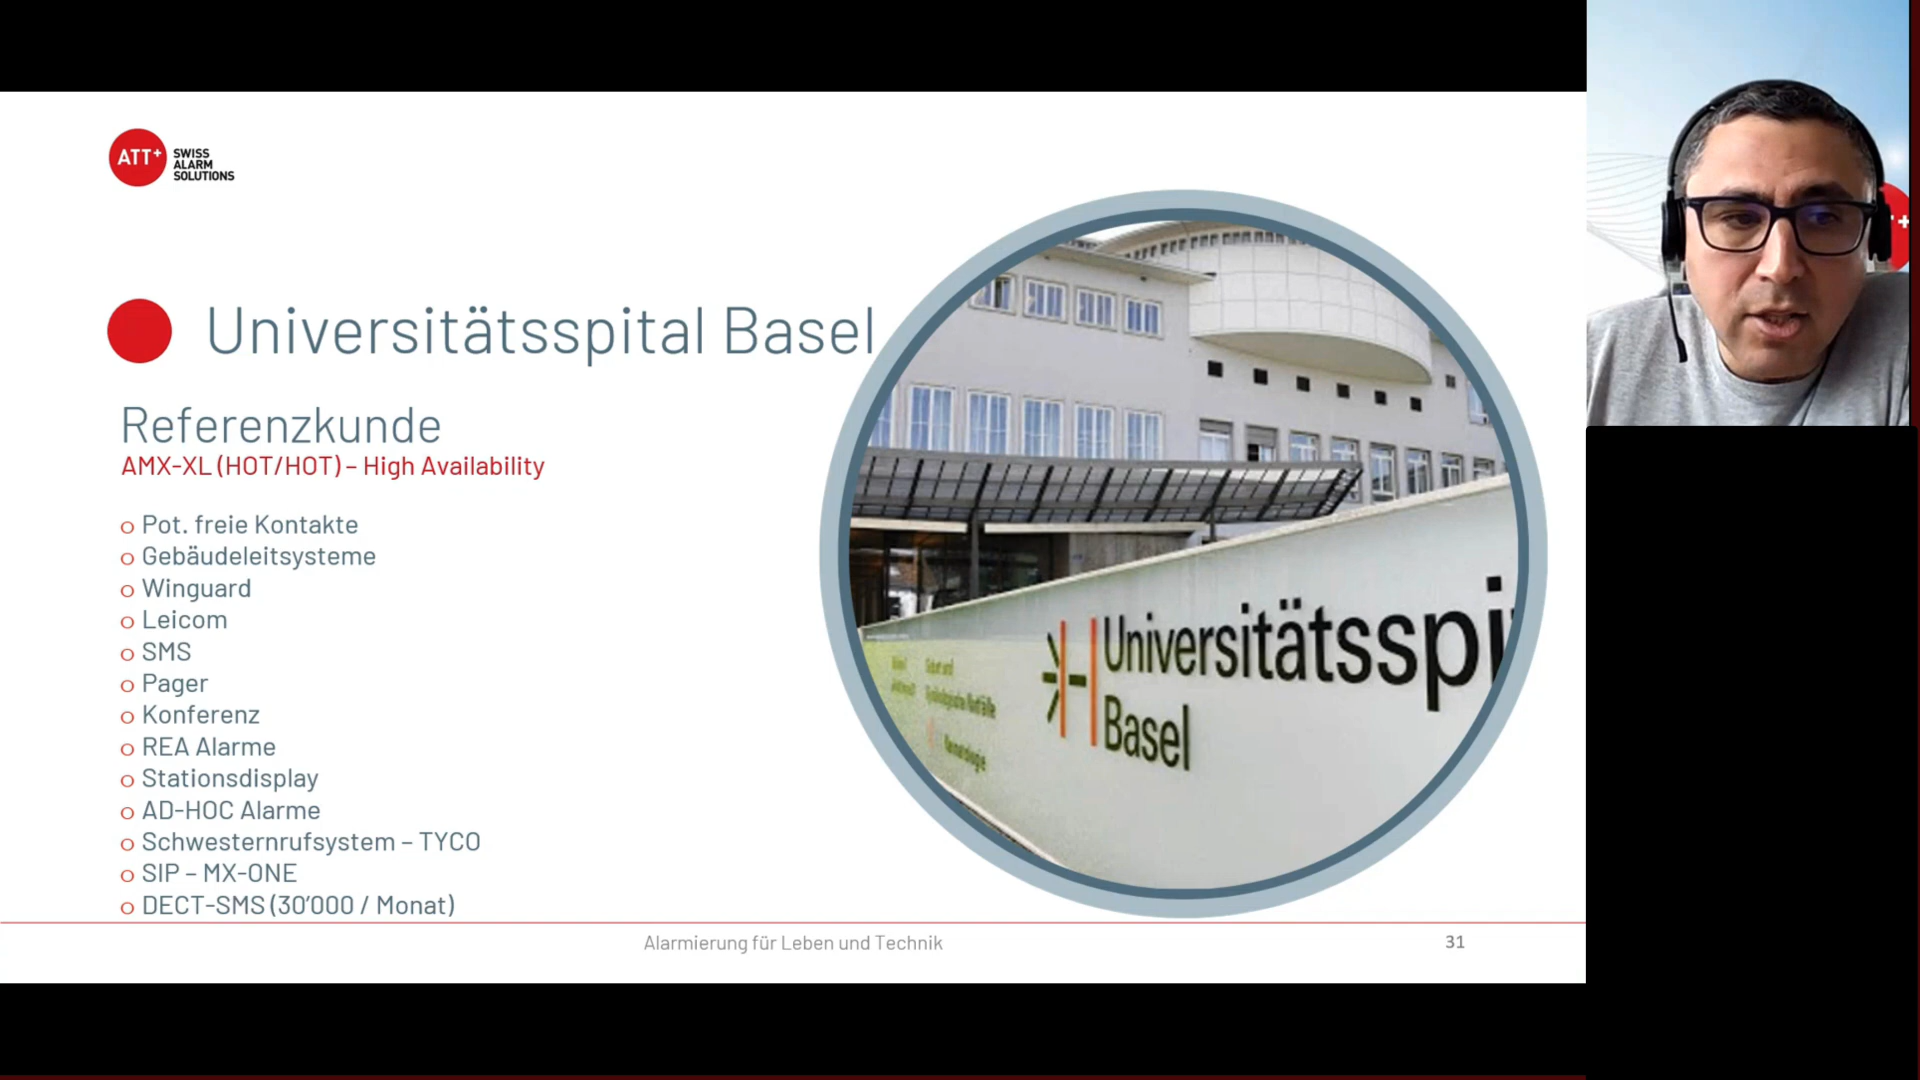 ATT+
SWISS
ALARM
SOLUTIONS
Universitätsspital Basel
Referenzkunde
AMX-XL (HOT/HOT) – High Availability
o Pot. freie Kontakte
o Gebäudeleitsysteme
o Winguard
o Leicom
o SMS
o Pager
o Konferenz
o REA Alarme
o Stationsdisplay
o AD-HOC Alarme
o Schwesternrufsystem – TYCO
o SIP – MX-ONE
o DECT-SMS (30’000 / Monat)
Universitätsspi
Basel
Alarmierung für Leben und Technik
31